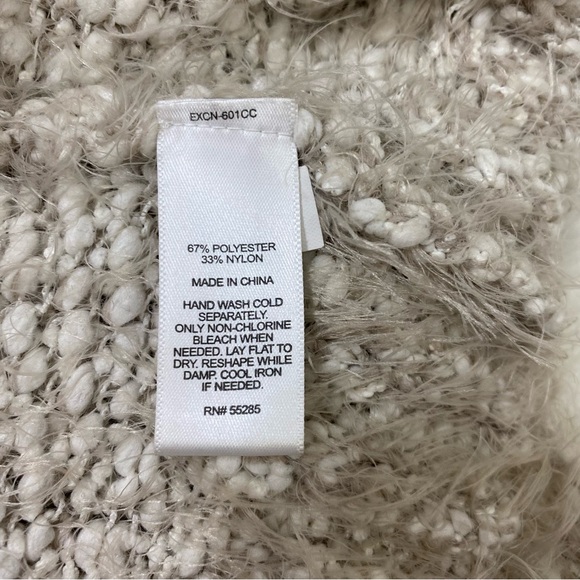 EXCN-601CC
67% POLYESTER
33% NYLON
MADE IN CHINA
HAND WASH COLD
SEPARATELY.
ONLY NON-CHLORINE
BLEACH WHEN
NEEDED. LAY FLAT TO
DRY. RESHAPE WHILE
DAMP. COOL IRON
IF NEEDED.
RN# 55285